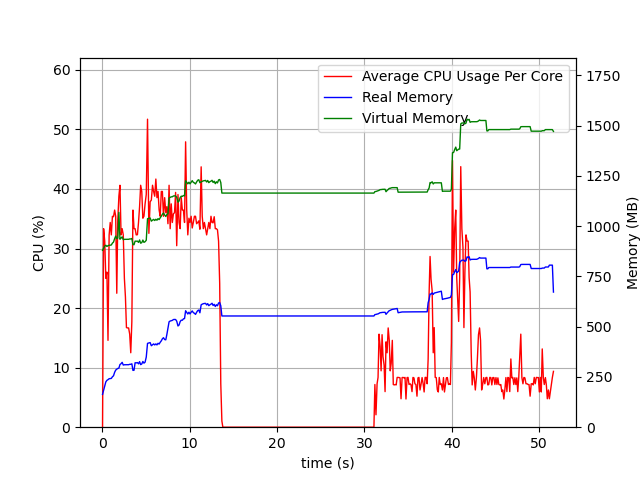 Average CPU Usage Per Core
Real Memory
Virtual Memory
60
50
40
30
20
10
0
CPU (%)
1750
1500
1250
1000
750
500
250
0
Memory (MB)
0 10 20 30 40 50
time (s)